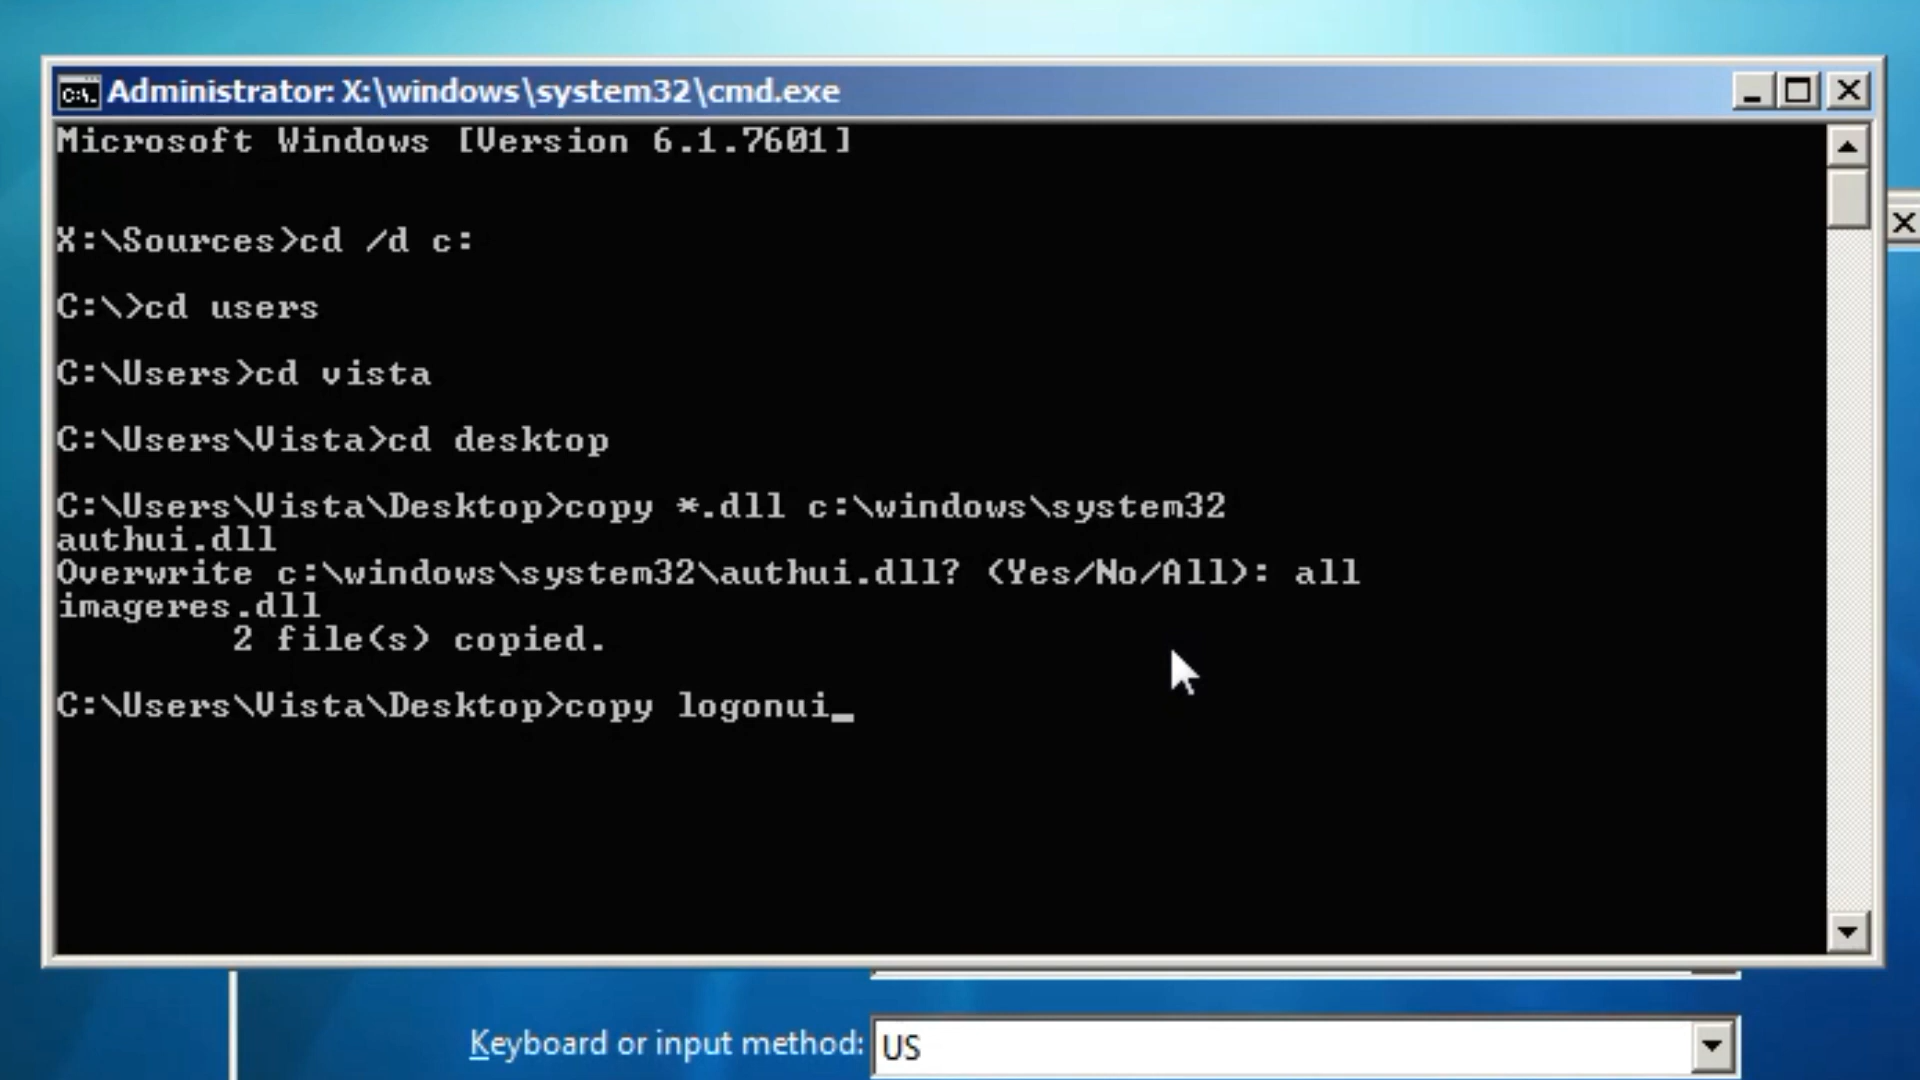 Administrator: X:\windows\system32\cmd.exe
Microsoft Windows [Version 6.1.7601]
X:\Sources>cd /d c:
C:\>cd users
C:\Users>cd vista
C:\Users\Vista>cd desktop
C:\Users\Vista\Desktop>copy *.dll c:\windows\system32
authui.dll
Overwrite c:\windows\system32\authui.dll? (Yes/No/All): all
imageres.dll
2 file(s) copied.
C:\Users\Vista\Desktop>copy logonui_
Keyboard or input method: US